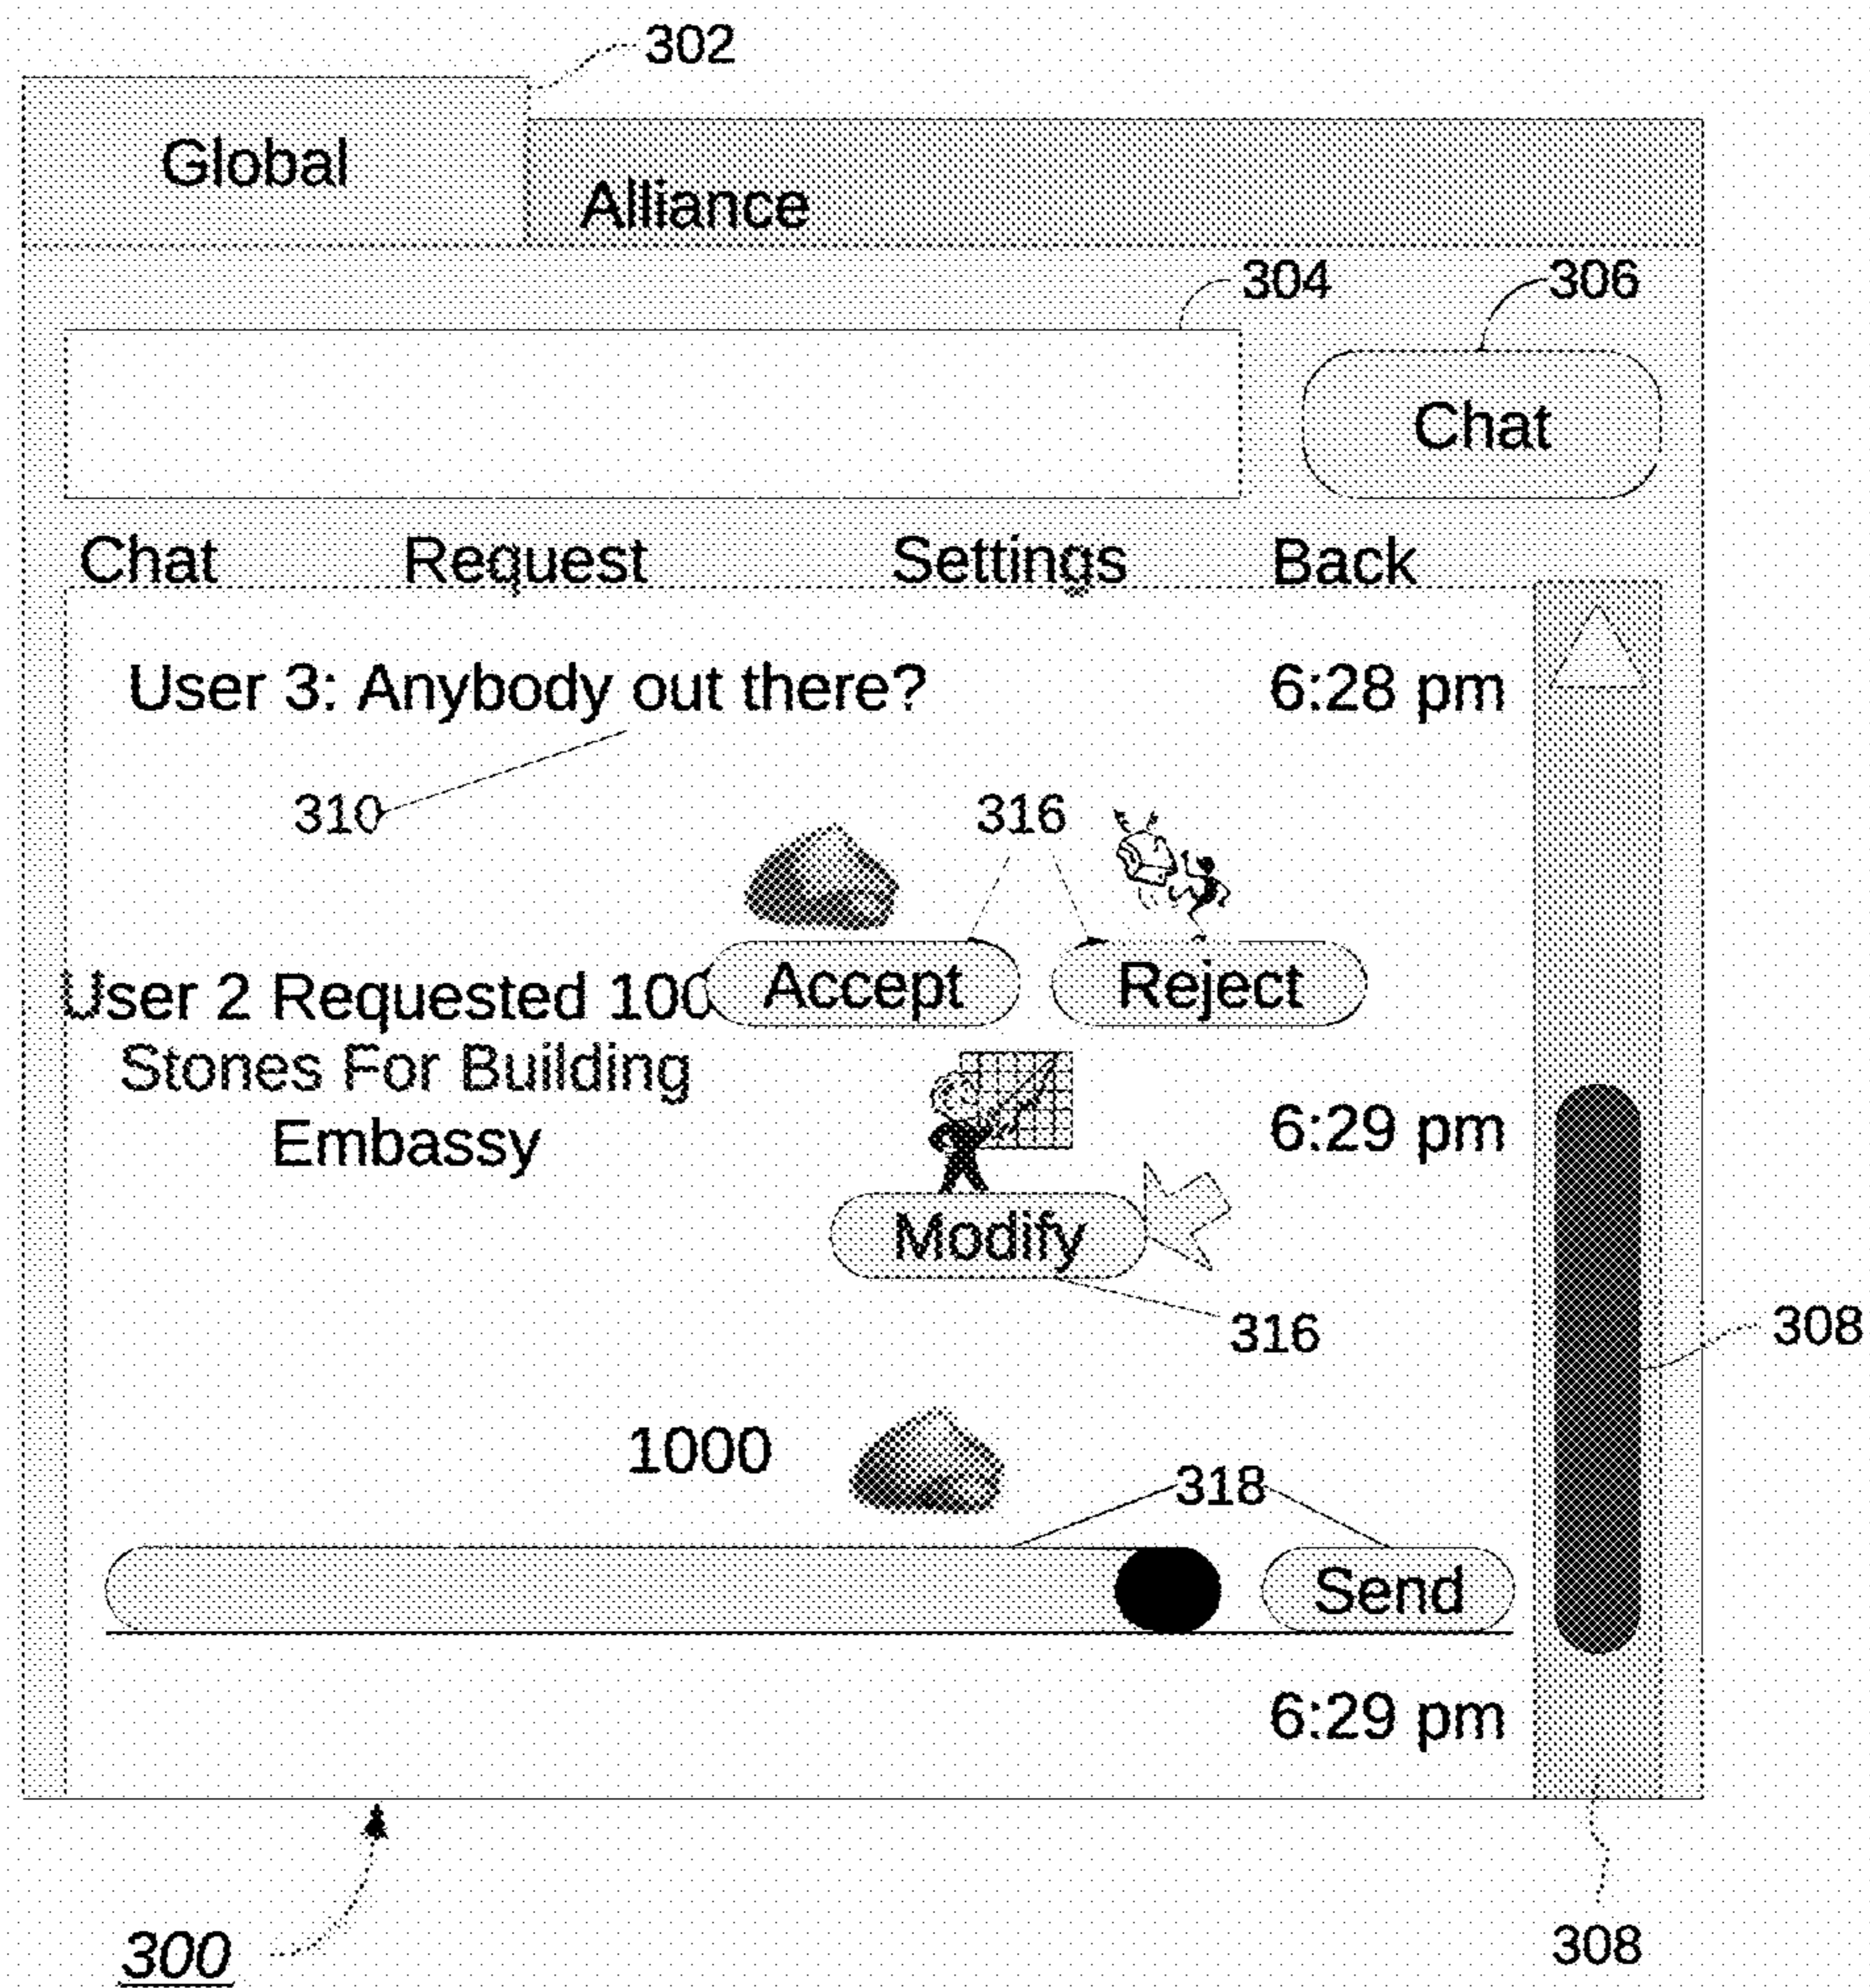 302
Global
Alliance
304
306
Chat
Chat Request Settings Back
User 3: Anybody out there? 6:28 pm
310
316
User 2 Requested 100
Accept
Reject
Stones For Building
Embassy
6:29 pm
Modify
316
308
1000
318
Send
6:29 pm
300
308